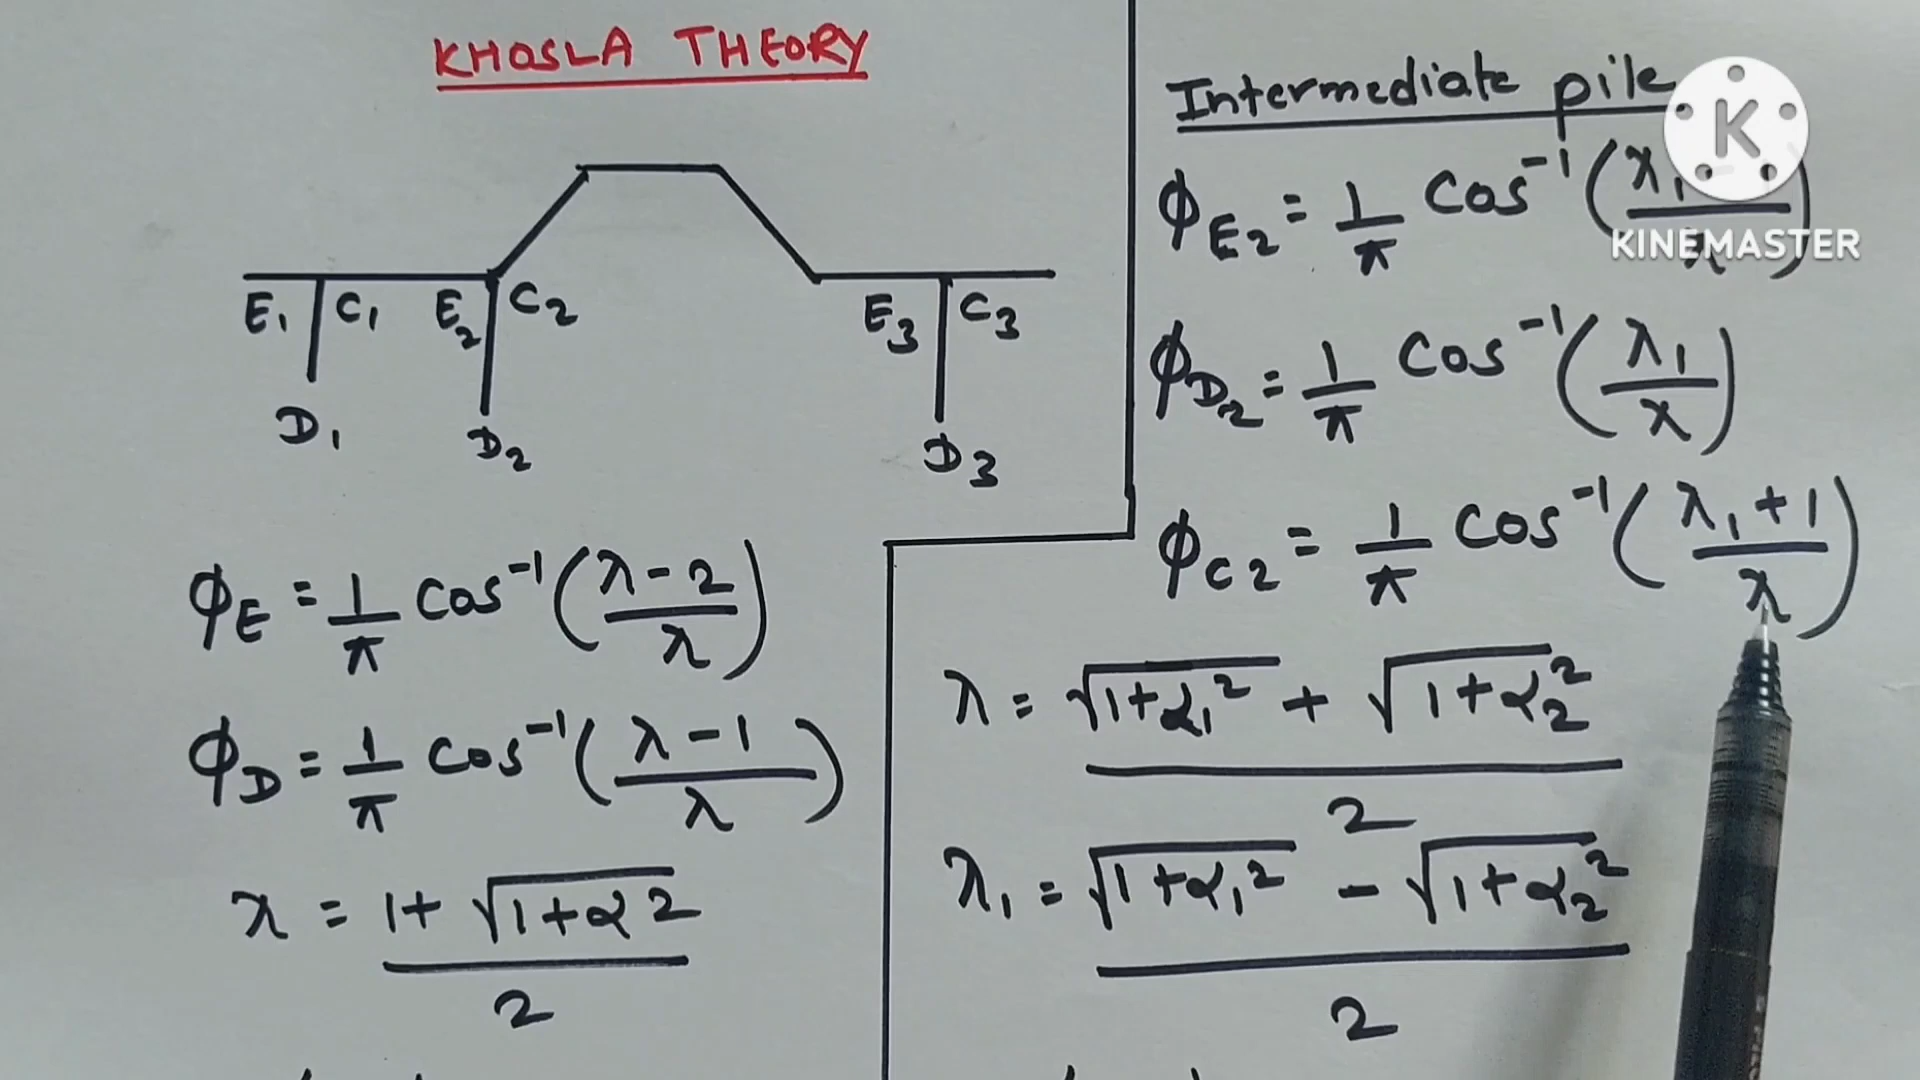 KHOSLA THEORY
E₁ C₁ E₂ C₂ E₃ C₃
D₁ D₂ D₃
ϕE = 1/π cos⁻¹((λ-2)/λ)
ϕD = 1/π cos⁻¹((λ-1)/λ)
λ = (1+√(1+α2))/2
Intermediate pile
K
KINEMASTER
ϕE2 = 1/π cos⁻¹(λ₁
ϕD₂ = 1/π cos⁻¹(λ₁/λ)
ϕC2 = 1/π cos⁻¹((λ₁+1)/λ)
λ = (√(1+α₁²) + √(1+α₂²))/2
λ₁ = (√(1+α₁²) - √(1+α₂²))/2